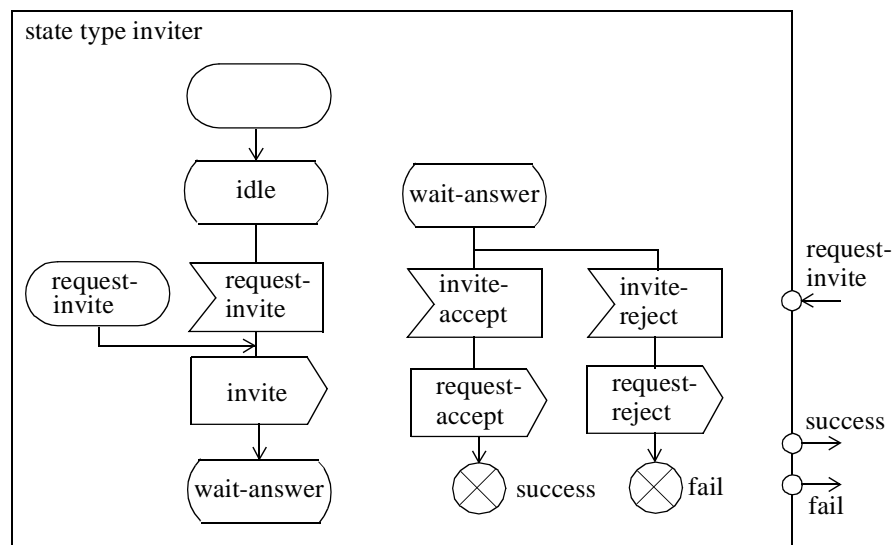 state type inviter
idle
wait-answer
request-
invite
request-
invite
invite-
accept
invite-
reject
request-
invite
invite
request-
accept
request-
reject
success
wait-answer
success
fail
fail